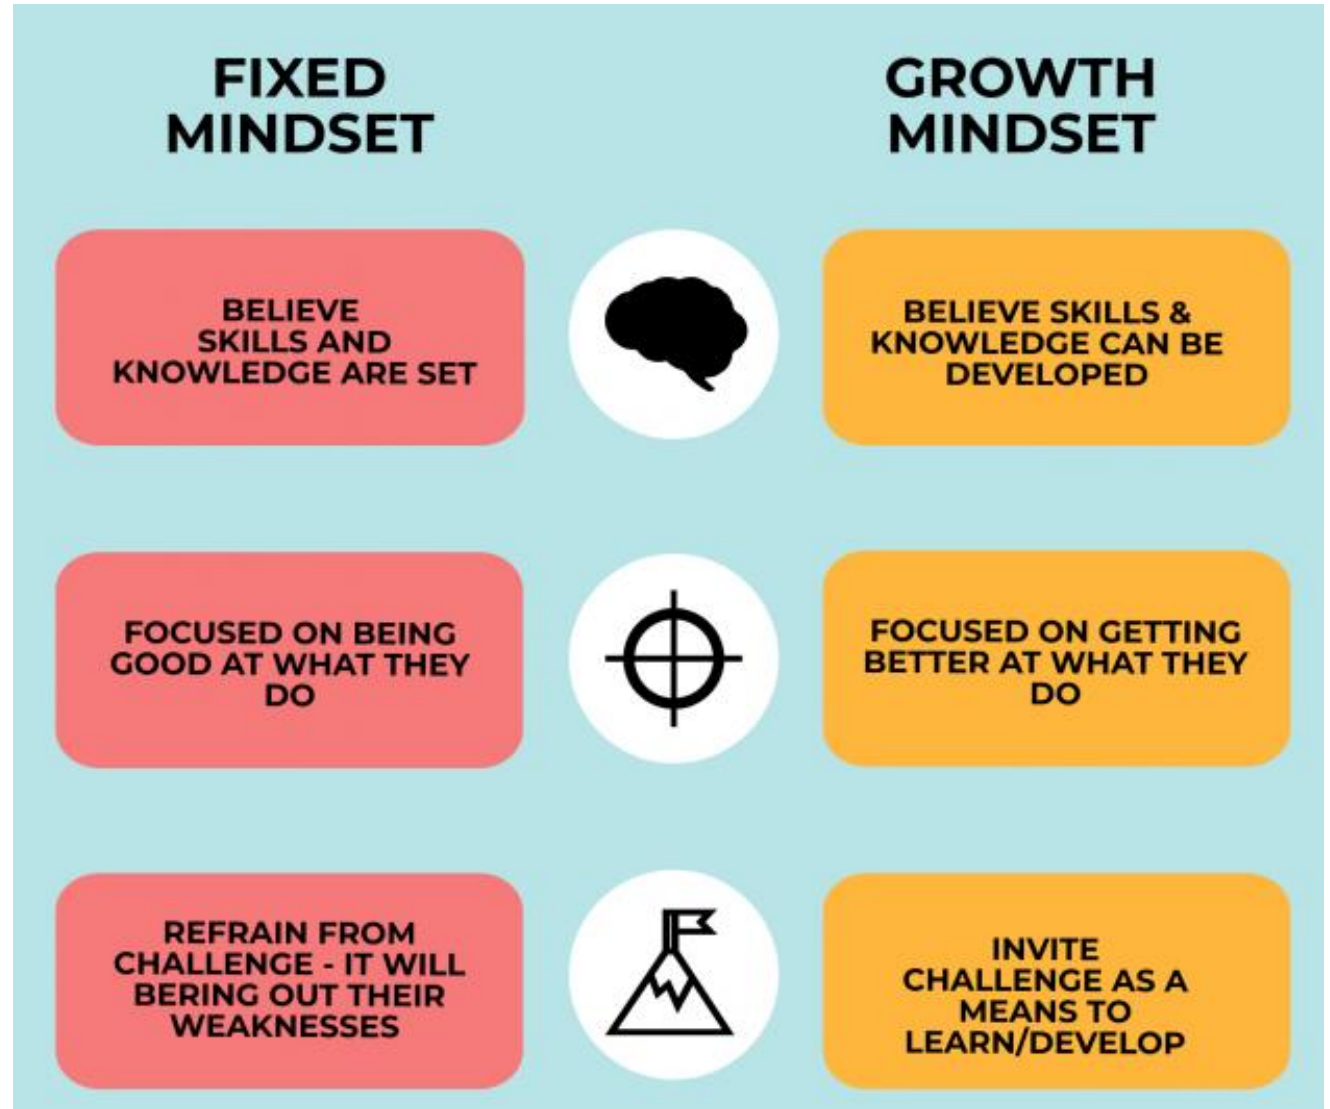 FIXED
MINDSET
GROWTH
MINDSET
BELIEVE
SKILLS AND
KNOWLEDGE ARE SET
BELIEVE SKILLS &
KNOWLEDGE CAN BE
DEVELOPED
FOCUSED ON BEING
GOOD AT WHAT THEY
DO
FOCUSED ON GETTING
BETTER AT WHAT THEY
DO
REFRAIN FROM
CHALLENGE - IT WILL
BERING OUT THEIR
WEAKNESSES
INVITE
CHALLENGE AS A
MEANS TO
LEARN/DEVELOP